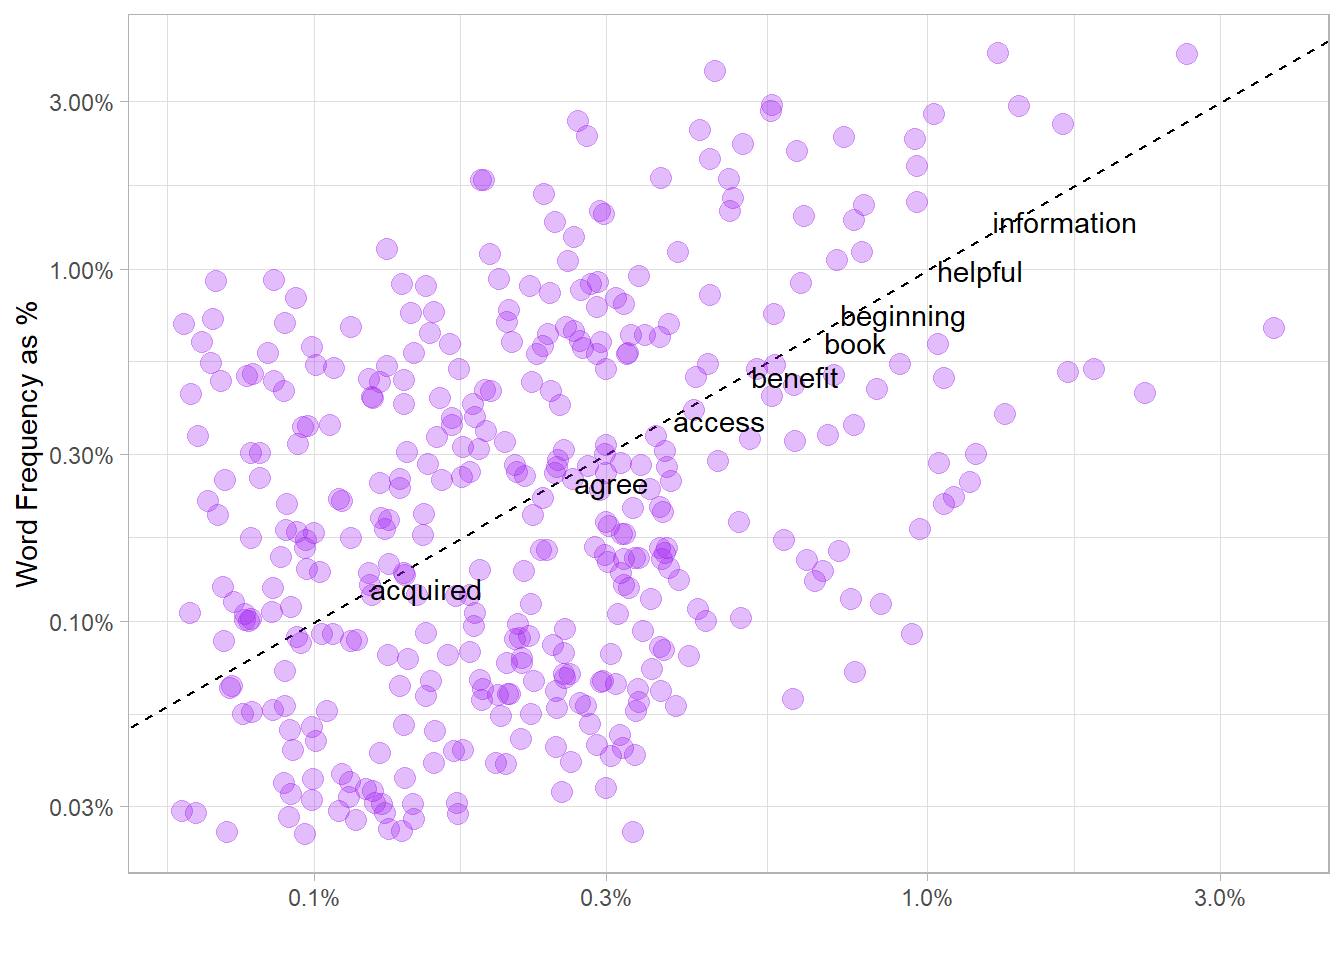 Word Frequency as %
3.00%
1.00%
0.30%
0.10%
0.03%
information
helpful
beginning
book
benefit
access
agree
acquired
0.1%
0.3%
1.0%
3.0%